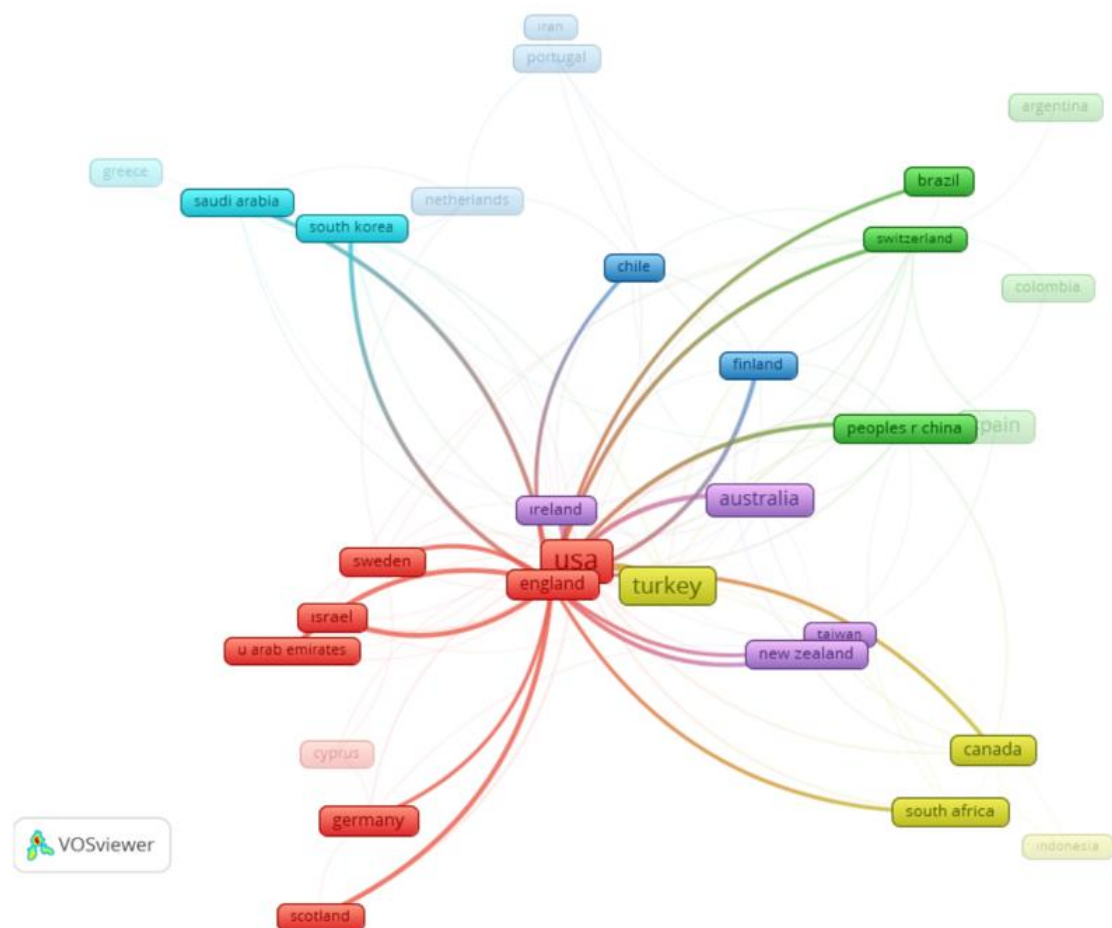 iran
portugal
argentina
greece
brazil
saudi arabia
netherlands
south korea
switzerland
chile
colombia
finland
peoples r china
spain
australia
ireland
usa
sweden
england
turkey
israel
taiwan
u arab emirates
new zealand
cyprus
canada
germany
south africa
VOSviewer
indonesia
scotland